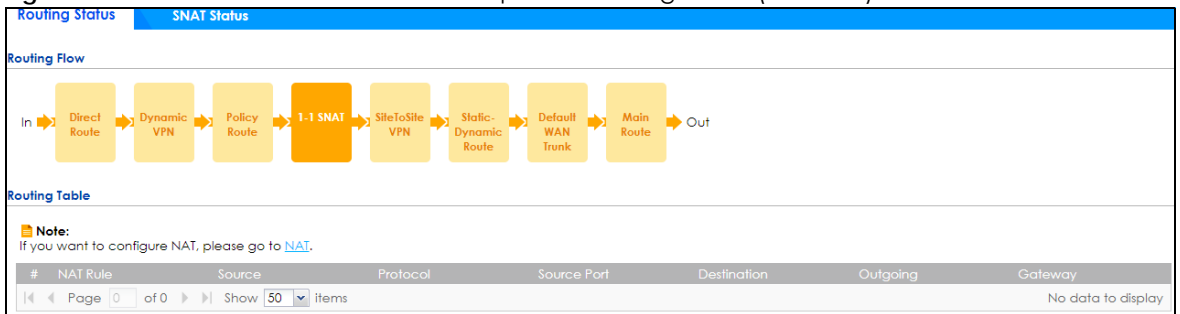 Routing Status SNAT Status
Routing Flow
In Direct Route Dynamic VPN Policy Route 1-1 SNAT SiteToSite VPN Static-Dynamic Route Default WAN Trunk Main Route Out
Routing Table
Note:
If you want to configure NAT, please go to NAT.
# NAT Rule Source Protocol Source Port Destination Outgoing Gateway
Page 0 of 0 Show 50 items No data to display